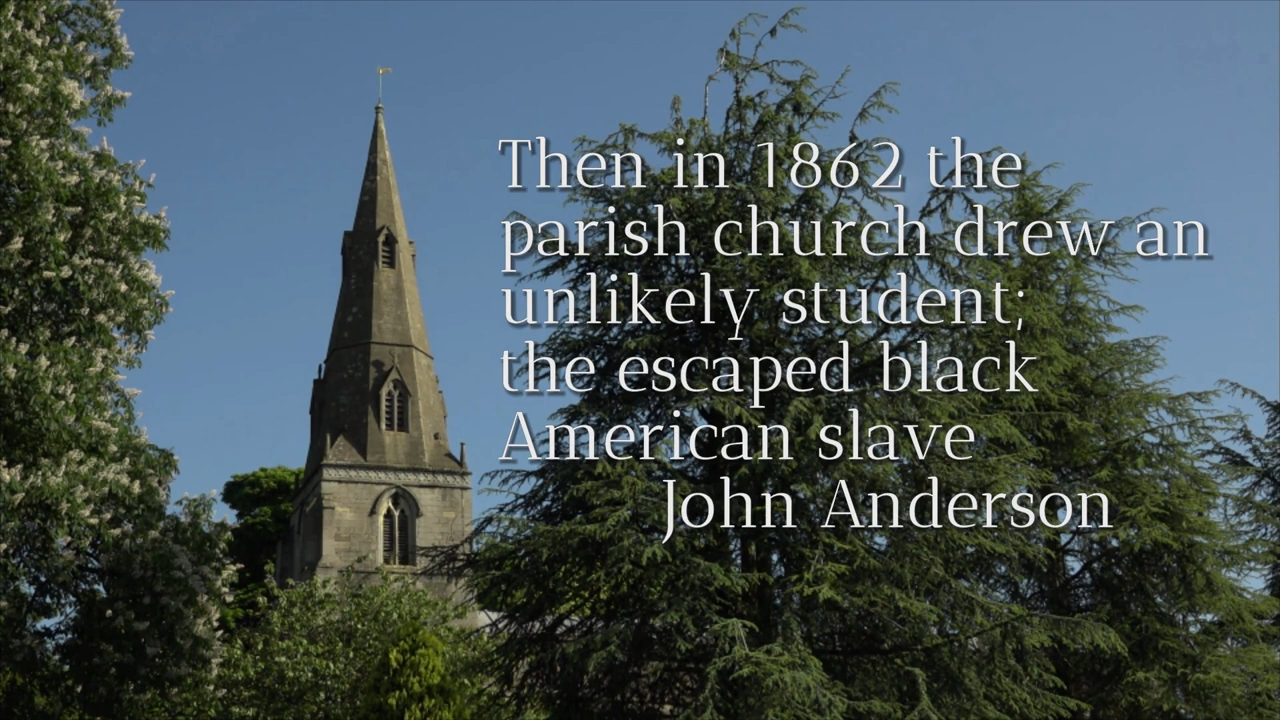 Then in 1862 the
parish church drew an
unlikely student;
the escaped black
American slave
John Anderson